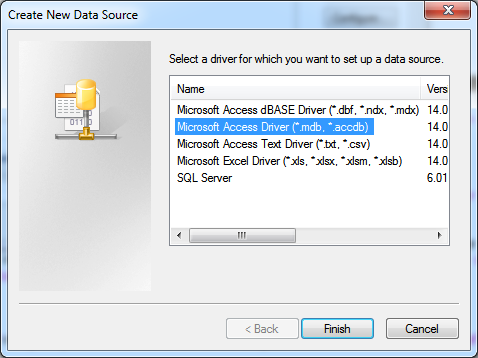 Create New Data Source
Select a driver for which you want to set up a data source.
Name Vers
Microsoft Access dBASE Driver (*.dbf, *.ndx, *.mdx) 14.0
Microsoft Access Driver (*.mdb, *.accdb) 14.0
Microsoft Access Text Driver (*.txt, *.csv) 14.0
Microsoft Excel Driver (*.xls, *.xlsx, *.xlsm, *.xlsb) 14.0
SQL Server 6.01
< Back Finish Cancel